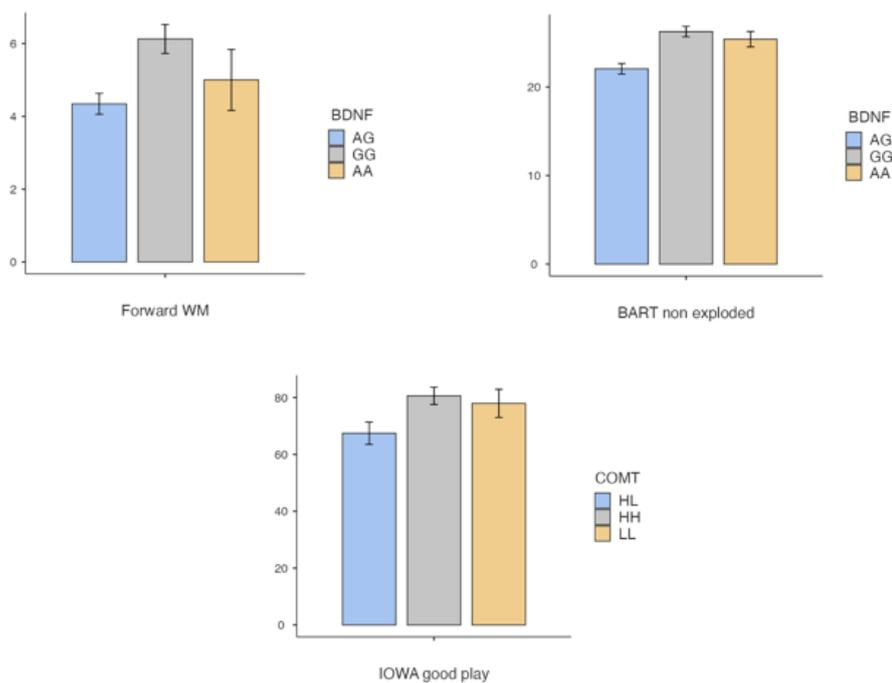 6
4
2
0
Forward WM
BDNF
AG
GG
AA
20
10
0
BART non exploded
BDNF
AG
GG
AA
80
60
40
20
0
IOWA good play
COMT
HL
HH
LL